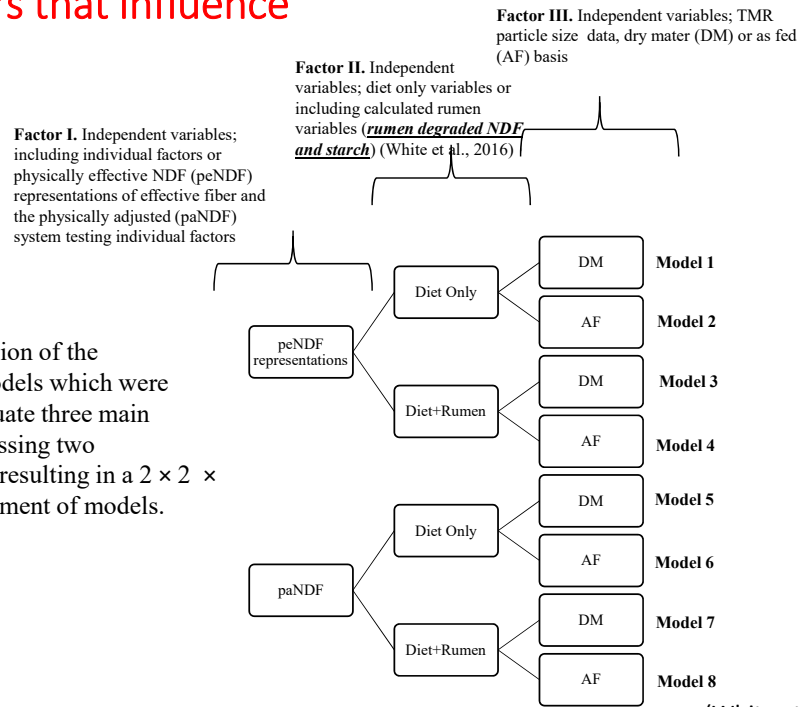 rs that influence
Factor III. Independent variables; TMR
particle size data, dry mater (DM) or as fed
(AF) basis
Factor II. Independent
variables; diet only variables or
including calculated rumen
variables (rumen degraded NDF
and starch) (White et al., 2016)
Factor I. Independent variables;
including individual factors or
physically effective NDF (peNDF)
representations of effective fiber and
the physically adjusted (paNDF)
system testing individual factors
ion of the
odels which were
uate three main
ssing two
resulting in a 2 × 2 ×
ment of models.
peNDF
representations
Diet Only
DM
Model 1
AF
Model 2
Diet+Rumen
DM
Model 3
AF
Model 4
paNDF
Diet Only
DM
Model 5
AF
Model 6
Diet+Rumen
DM
Model 7
AF
Model 8